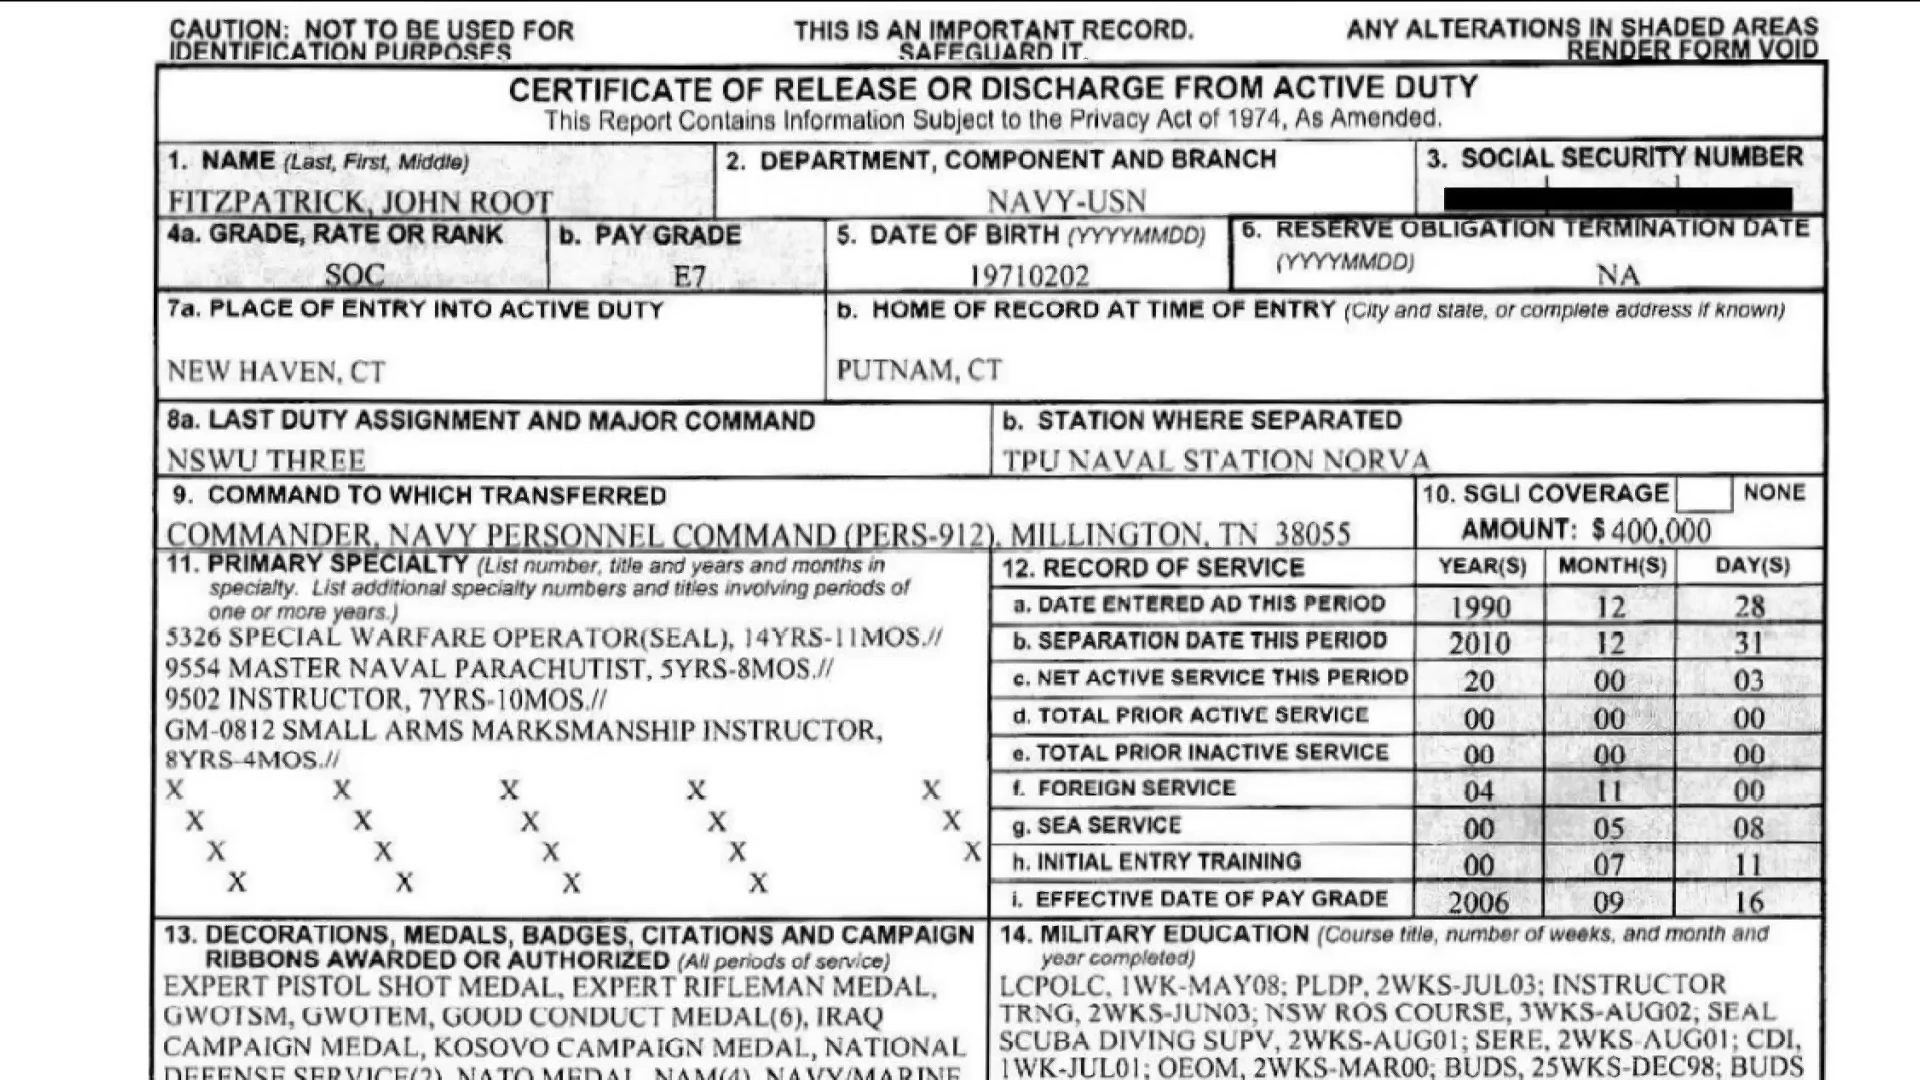 CAUTION: NOT TO BE USED FOR IDENTIFICATION PURPOSES
THIS IS AN IMPORTANT RECORD. SAFEGUARD IT.
ANY ALTERATIONS IN SHADED AREAS RENDER FORM VOID
CERTIFICATE OF RELEASE OR DISCHARGE FROM ACTIVE DUTY
This Report Contains Information Subject to the Privacy Act of 1974, As Amended.
1. NAME (Last, First, Middle)
FITZPATRICK, JOHN ROOT
2. DEPARTMENT, COMPONENT AND BRANCH
NAVY-USN
3. SOCIAL SECURITY NUMBER
4a. GRADE, RATE OR RANK
SOC
b. PAY GRADE
E7
5. DATE OF BIRTH (YYYYMMDD)
19710202
6. RESERVE OBLIGATION TERMINATION DATE
(YYYYMMDD)
NA
7a. PLACE OF ENTRY INTO ACTIVE DUTY
NEW HAVEN, CT
b. HOME OF RECORD AT TIME OF ENTRY (City and state, or complete address if known)
PUTNAM, CT
8a. LAST DUTY ASSIGNMENT AND MAJOR COMMAND
NSWU THREE
b. STATION WHERE SEPARATED
TPU NAVAL STATION NORVA
9. COMMAND TO WHICH TRANSFERRED
COMMANDER, NAVY PERSONNEL COMMAND (PERS-912), MILLINGTON, TN 38055
10. SGLI COVERAGE NONE
AMOUNT: $ 400,000
11. PRIMARY SPECIALTY (List number, title and years and months in
specialty. List additional specialty numbers and titles involving periods of
one or more years.)
5326 SPECIAL WARFARE OPERATOR(SEAL), 14YRS-11MOS.//
9554 MASTER NAVAL PARACHUTIST, 5YRS-8MOS.//
9502 INSTRUCTOR, 7YRS-10MOS.//
GM-0812 SMALL ARMS MARKSMANSHIP INSTRUCTOR,
8YRS-4MOS.//
X X X X X
X X X X X
X X X X X
X X X X
12. RECORD OF SERVICE YEAR(S) MONTH(S) DAY(S)
a. DATE ENTERED AD THIS PERIOD 1990 12 28
b. SEPARATION DATE THIS PERIOD 2010 12 31
c. NET ACTIVE SERVICE THIS PERIOD 20 00 03
d. TOTAL PRIOR ACTIVE SERVICE 00 00 00
e. TOTAL PRIOR INACTIVE SERVICE 00 00 00
f. FOREIGN SERVICE 04 11 00
g. SEA SERVICE 00 05 08
h. INITIAL ENTRY TRAINING 00 07 11
i. EFFECTIVE DATE OF PAY GRADE 2006 09 16
13. DECORATIONS, MEDALS, BADGES, CITATIONS AND CAMPAIGN
RIBBONS AWARDED OR AUTHORIZED (All periods of service)
EXPERT PISTOL SHOT MEDAL, EXPERT RIFLEMAN MEDAL,
GWOTSM, GWOTEM, GOOD CONDUCT MEDAL(6), IRAQ
CAMPAIGN MEDAL, KOSOVO CAMPAIGN MEDAL, NATIONAL
DEFENSE SERVICE(2), NATO MEDAL, NAM(4), NAVY/MARINE
14. MILITARY EDUCATION (Course title, number of weeks, and month and
year completed)
LCPOLC, 1WK-MAY08; PLDP, 2WKS-JUL03; INSTRUCTOR
TRNG, 2WKS-JUN03; NSW ROS COURSE, 3WKS-AUG02; SEAL
SCUBA DIVING SUPV, 2WKS-AUG01; SERE, 2WKS-AUG01; CDI,
1WK-JUL01; OEOM, 2WKS-MAR00; BUDS, 25WKS-DEC98; BUDS